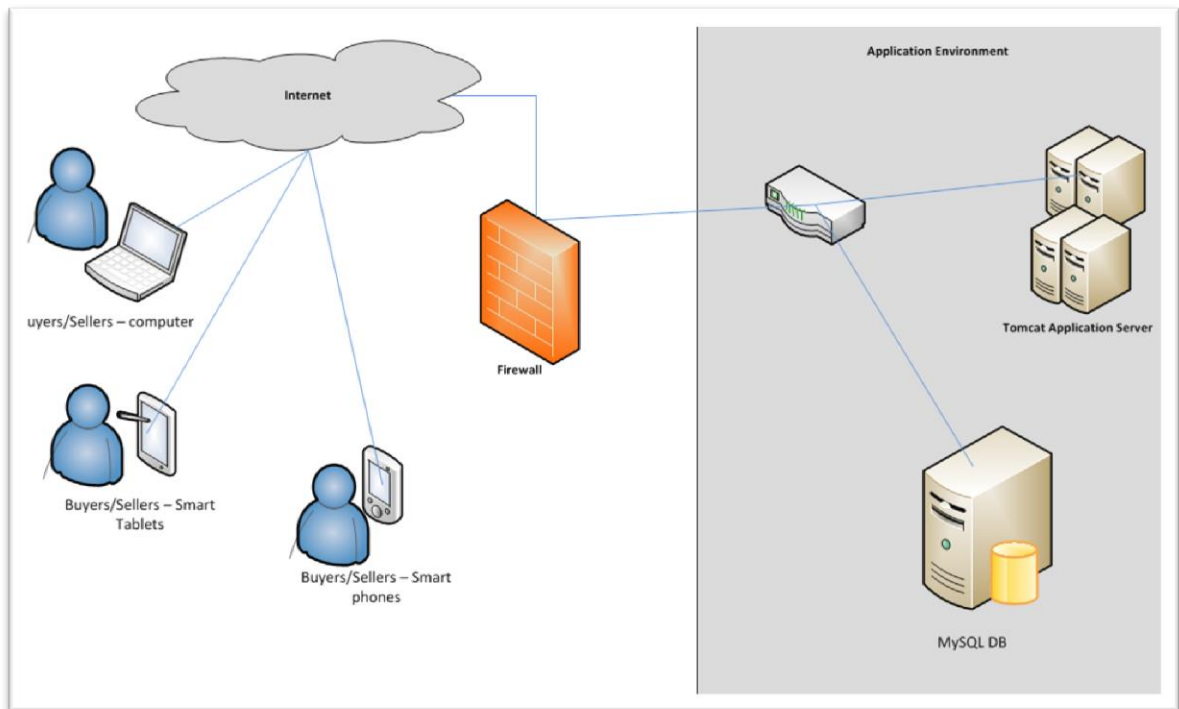 Application Environment
Internet
uyers/Sellers – computer
Firewall
Tomcat Application Server
Buyers/Sellers – Smart
Tablets
Buyers/Sellers – Smart
phones
MySQL DB